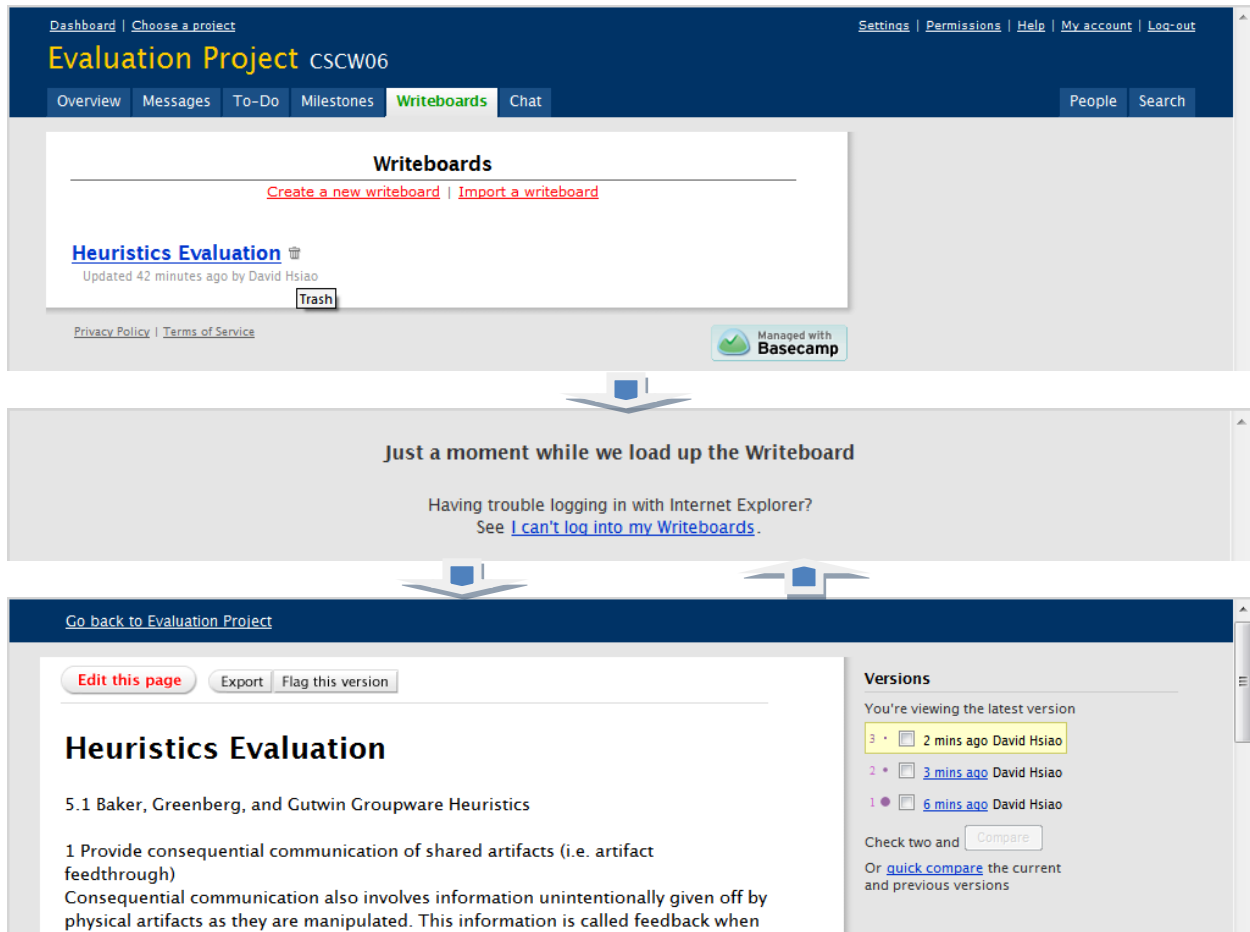 Dashboard | Choose a project
Settings | Permissions | Help | My account | Log-out
Evaluation Project CSCW06
Overview Messages To-Do Milestones Writeboards Chat People Search
Writeboards
Create a new writeboard | Import a writeboard
Heuristics Evaluation
Updated 42 minutes ago by David Hsiao
Trash
Privacy Policy | Terms of Service
Managed with
Basecamp
Just a moment while we load up the Writeboard
Having trouble logging in with Internet Explorer?
See I can't log into my Writeboards.
Go back to Evaluation Project
Edit this page Export Flag this version
Heuristics Evaluation
5.1 Baker, Greenberg, and Gutwin Groupware Heuristics
1 Provide consequential communication of shared artifacts (i.e. artifact
feedthrough)
Consequential communication also involves information unintentionally given off by
physical artifacts as they are manipulated. This information is called feedback when
Versions
You're viewing the latest version
3 2 mins ago David Hsiao
2 3 mins ago David Hsiao
1 6 mins ago David Hsiao
Check two and Compare
Or quick compare the current
and previous versions